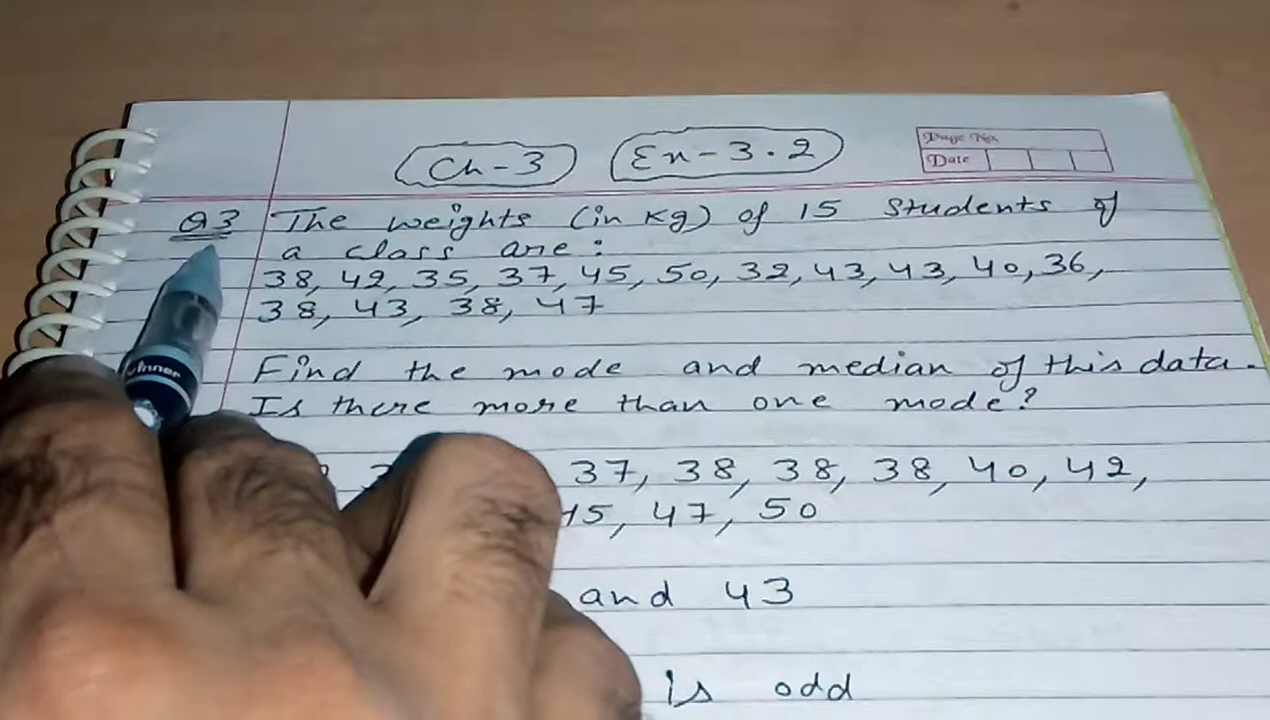 Ch-3 Ex-3.2
Page No.
Date
Q3 The weights (in kg) of 15 students of
a class are:
38, 42, 35, 37, 45, 50, 32, 43, 43, 40, 36,
38, 43, 38, 47
Find the mode and median of this data.
Is there more than one mode?
37, 38, 38, 38, 40, 42,
45, 47, 50
and 43
is odd